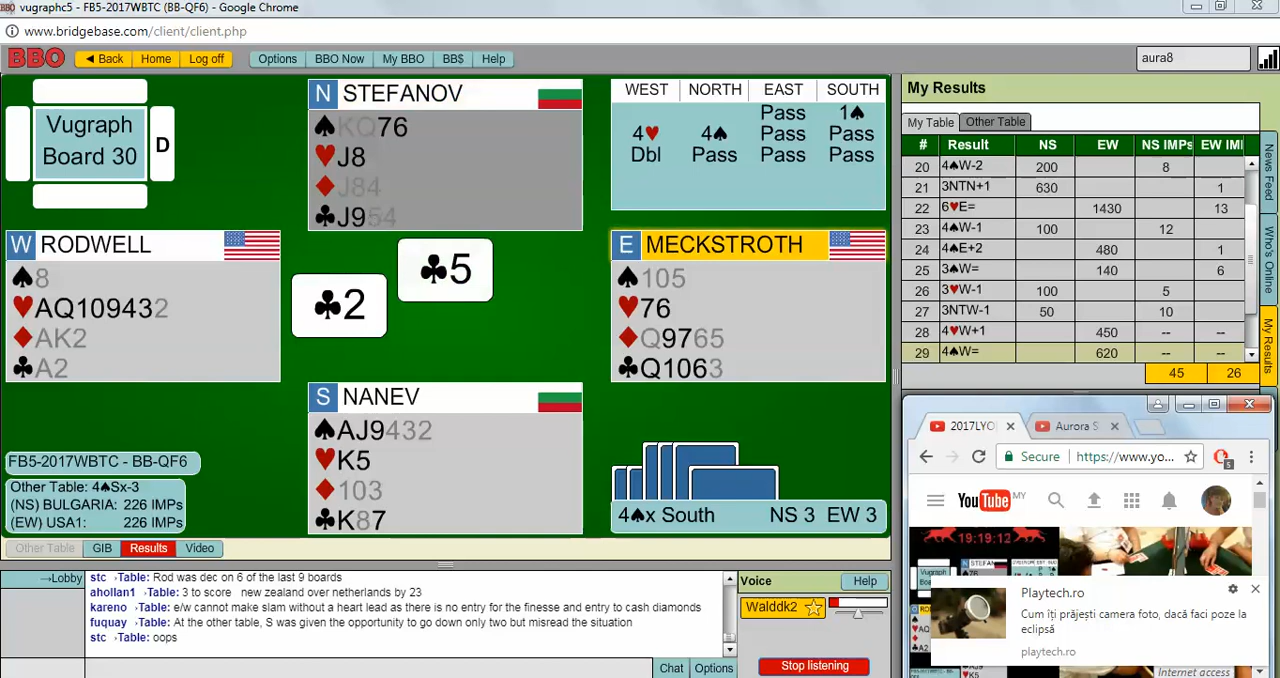 vugraphc5 - FB5-2017WBTC (BB-QF6) - Google Chrome
www.bridgebase.com/client/client.php
BBO Back Home Log off Options BBO Now My BBO BB$ Help aura8
Vugraph
Board 30
D
N STEFANOV
♠KQ76
♥J8
♦J84
♣J954
WEST NORTH EAST SOUTH
Pass 1♠
4♥ 4♠ Pass Pass
Dbl Pass Pass Pass
W RODWELL
♠8
♥AQ109432
♦AK2
♣A2
♣2
♣5
E MECKSTROTH
♠105
♥76
♦Q9765
♣Q1063
S NANEV
♠AJ9432
♥K5
♦103
♣K87
FB5-2017WBTC - BB-QF6
Other Table: 4♠Sx-3
(NS) BULGARIA: 226 IMPs
(EW) USA1: 226 IMPs
4♠x South NS 3 EW 3
Other Table GIB Results Video
My Results
My Table Other Table
# Result NS EW NS IMPs EW IMI
20 4♠W-2 200 8
21 3NTN+1 630 1
22 6♥E= 1430 13
23 4♠W-1 100 12
24 4♠E+2 480 1
25 3♠W= 140 6
26 3♥W-1 100 5
27 3NTW-1 50 10
28 4♥W+1 450 --
29 4♠W= 620 -- --
45 26
News Feed
Who's Online
My Results
→Lobby
stc →Table: Rod was declr 6 of the last 9 boards
ahollan1 →Table: 3 to score new zealand over netherlands by 23
kareno →Table: e/w cannot make slam without a heart lead as there is no entry for the finesse and entry to cash diamonds
fuquay →Table: At the other table, S was given the opportunity to go down only two but misread the situation
stc →Table: oops
Chat Options
Voice Help
Walddk2
Stop listening
2017LYO
Aurora S
Secure https://www.yo...
5
YouTube MY
19:19:12
STEFAN
Vugraph
Playtech.ro
Cum îți prăjești camera foto, dacă faci poze la
eclipsă
playtech.ro
Internet access